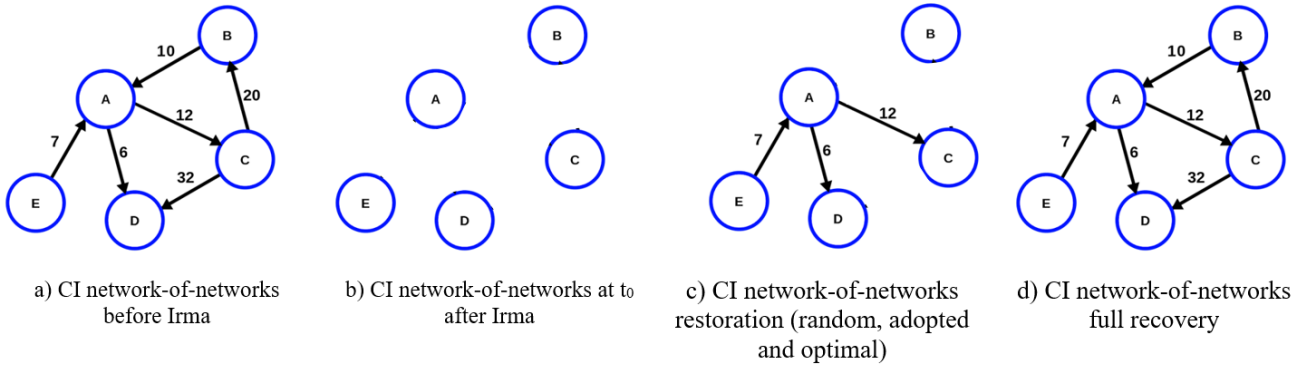 B
10
A
12
20
C
7
6
32
E
D
B
A
C
E
D
B
A
12
C
7
6
E
D
B
10
A
12
20
C
7
6
32
E
D
a) CI network-of-networks
before Irma
b) CI network-of-networks at t₀
after Irma
c) CI network-of-networks
restoration (random, adopted
and optimal)
d) CI network-of-networks
full recovery